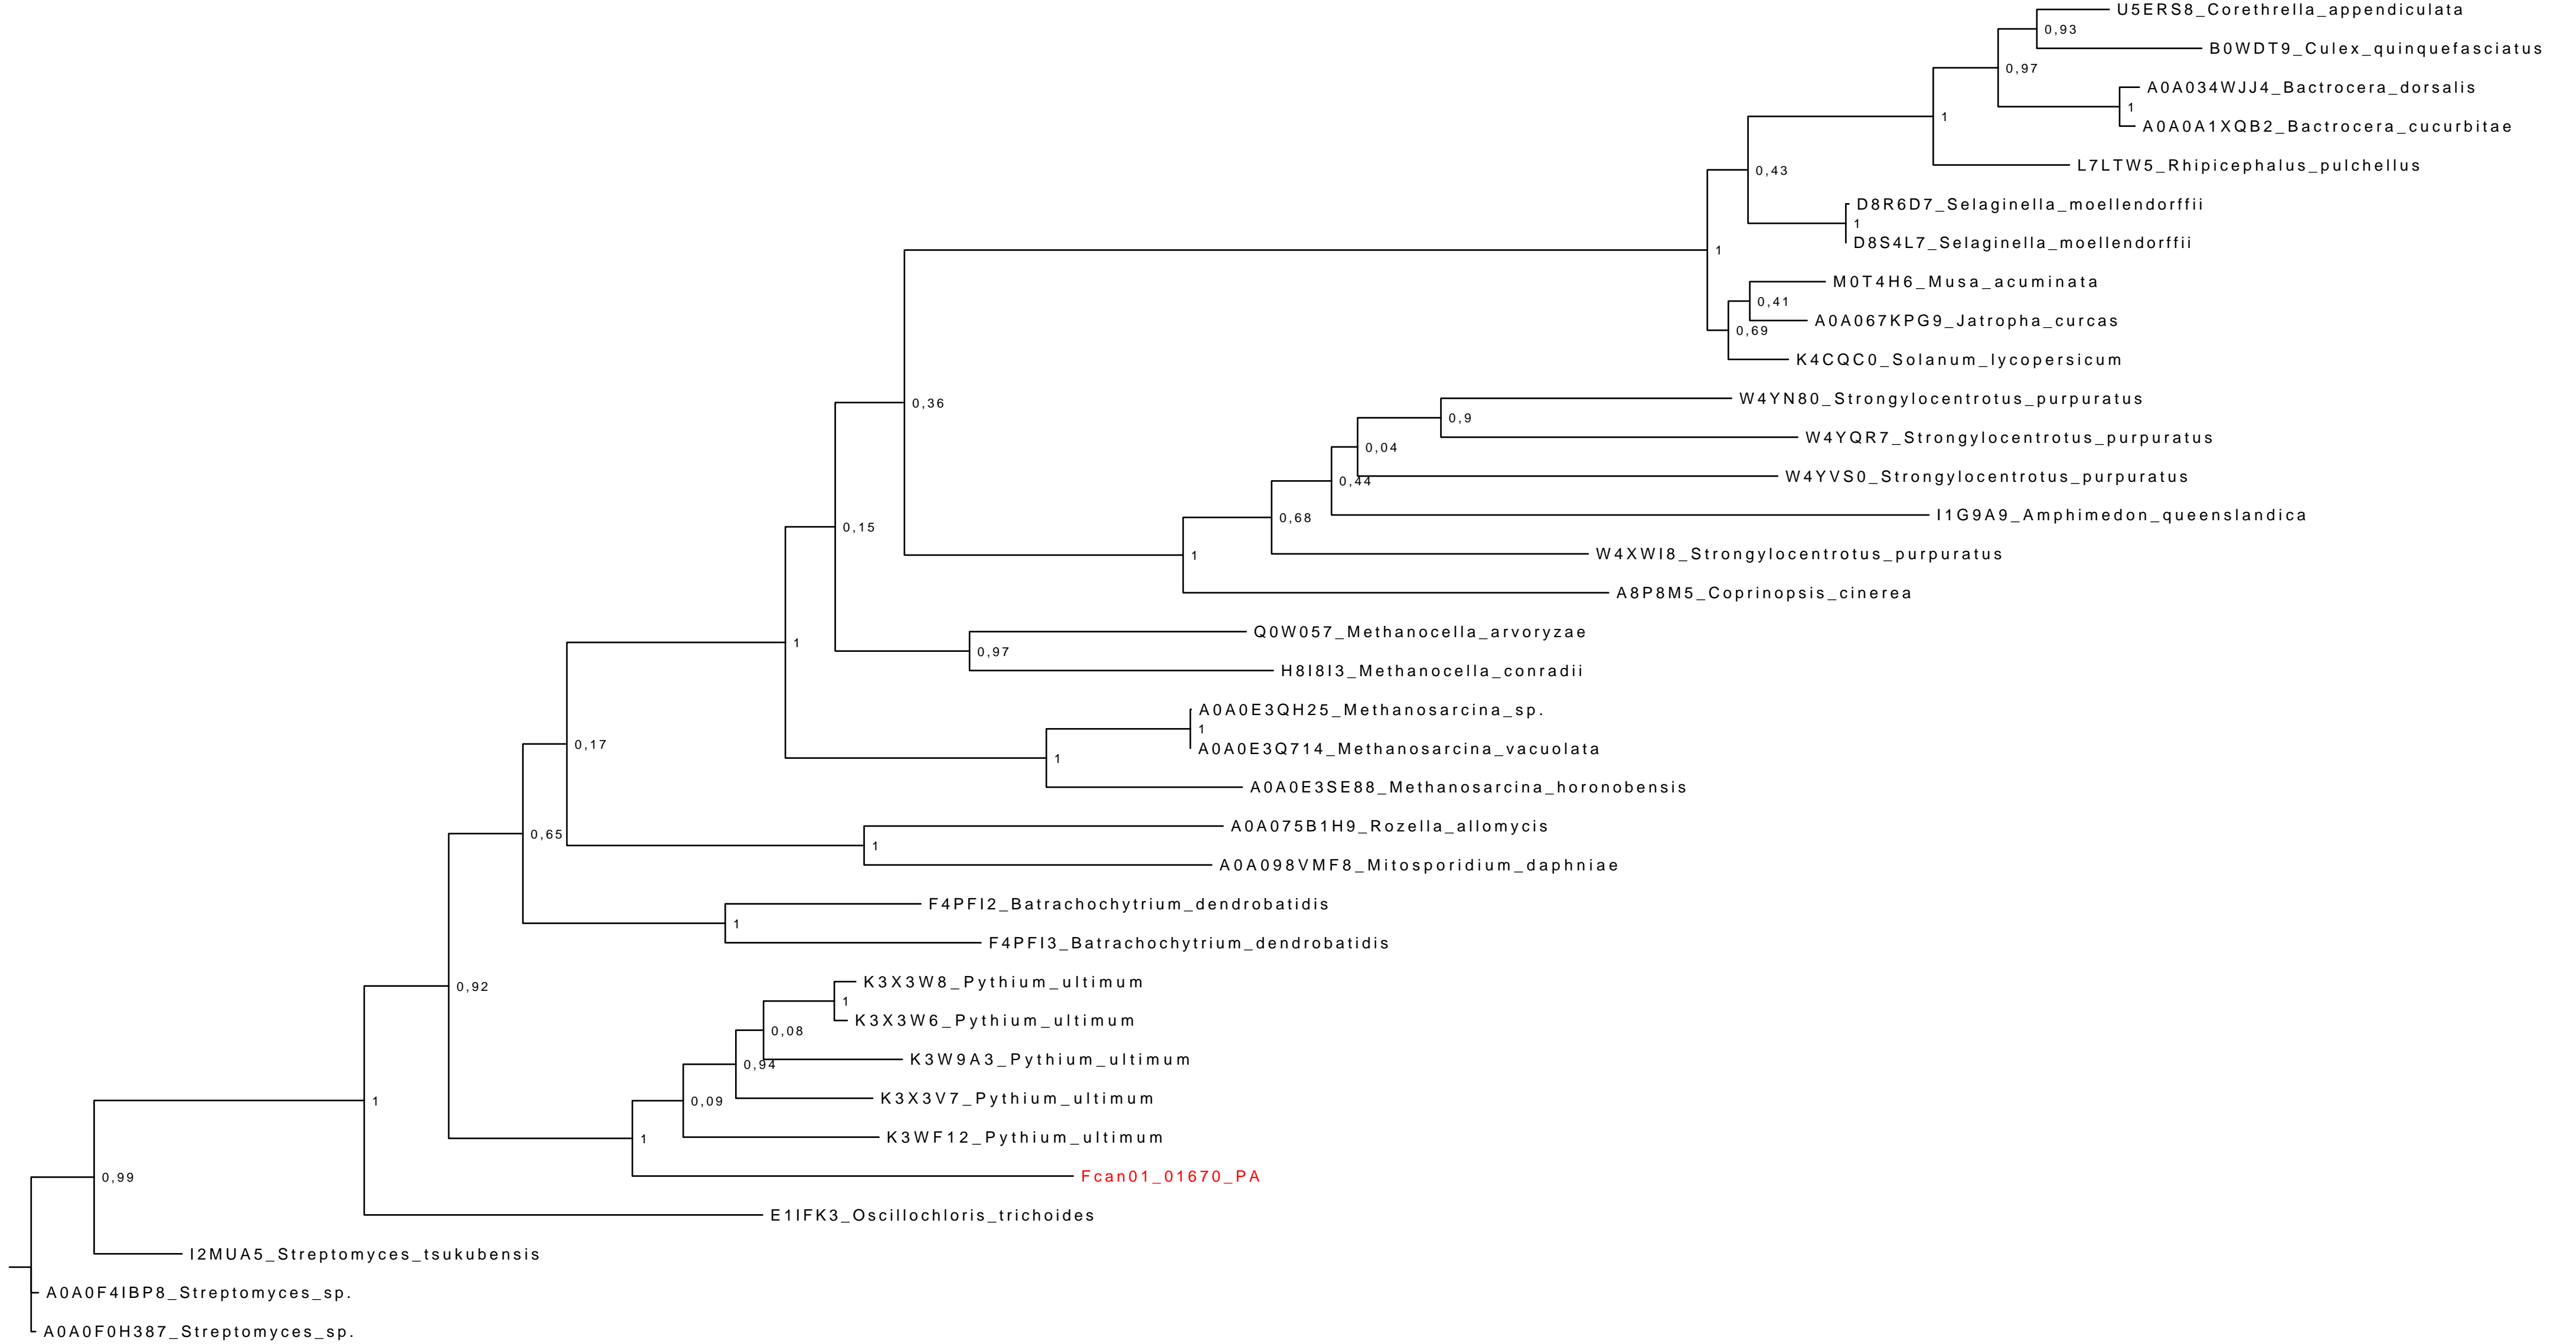 U5ERS8_Corethrella_appendiculata
0,93
B0WDT9_Culex_quinquefasciatus
0,97
A0A034WJJ4_Bactrocera_dorsalis
1
A0A0A1XQB2_Bactrocera_cucurbitae
1
L7LTW5_Rhipicephalus_pulchellus
0,43
D8R6D7_Selaginella_moellendorffii
1
D8S4L7_Selaginella_moellendorffii
1
M0T4H6_Musa_acuminata
0,41
A0A067KPG9_Jatropha_curcas
0,69
K4CQC0_Solanum_lycopersicum
W4YN80_Strongylocentrotus_purpuratus
0,36
0,9
W4YQR7_Strongylocentrotus_purpuratus
0,04
W4YVS0_Strongylocentrotus_purpuratus
0,44
I1G9A9_Amphimedon_queenslandica
0,68
0,15
W4XWI8_Strongylocentrotus_purpuratus
1
A8P8M5_Coprinopsis_cinerea
Q0W057_Methanocella_arvoryzae
1
0,97
H8I8I3_Methanocella_conradii
A0A0E3QH25_Methanosarcina_sp.
1
0,17
A0A0E3Q714_Methanosarcina_vacuolata
1
A0A0E3SE88_Methanosarcina_horonobensis
A0A075B1H9_Rozella_allomycis
0,65
1
A0A098VMF8_Mitosporidium_daphniae
F4PFI2_Batrachochytrium_dendrobatidis
1
F4PFI3_Batrachochytrium_dendrobatidis
K3X3W8_Pythium_ultimum
0,92
1
K3X3W6_Pythium_ultimum
0,08
K3W9A3_Pythium_ultimum
0,94
K3X3V7_Pythium_ultimum
1
0,09
K3WF12_Pythium_ultimum
1
Fcan01_01670_PA
0,99
E1IFK3_Oscillochloris_trichoides
I2MUA5_Streptomyces_tsukubensis
A0A0F4IBP8_Streptomyces_sp.
A0A0F0H387_Streptomyces_sp.